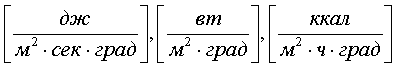 [дж / м² · сек · град], [вт / м² · град], [ккал / м² · ч · град]